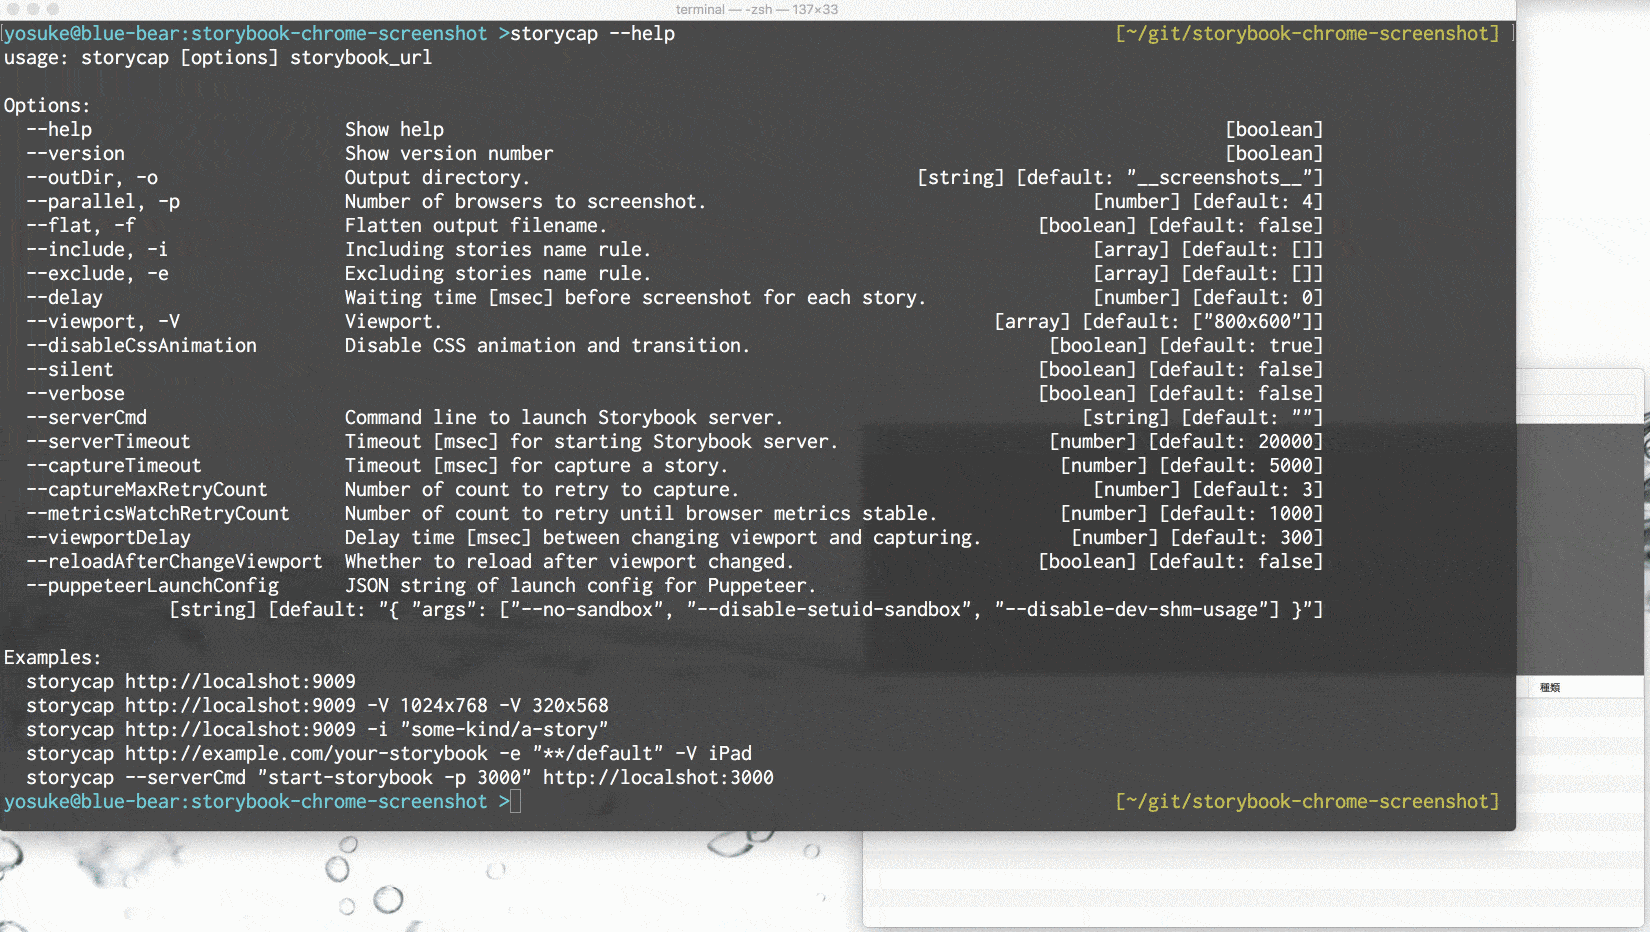 terminal — -zsh — 137×33
yosuke@blue-bear:storybook-chrome-screenshot >storycap --help [~/git/storybook-chrome-screenshot]
usage: storycap [options] storybook_url
Options:
--help Show help [boolean]
--version Show version number [boolean]
--outDir, -o Output directory. [string] [default: "__screenshots__"]
--parallel, -p Number of browsers to screenshot. [number] [default: 4]
--flat, -f Flatten output filename. [boolean] [default: false]
--include, -i Including stories name rule. [array] [default: []]
--exclude, -e Excluding stories name rule. [array] [default: []]
--delay Waiting time [msec] before screenshot for each story. [number] [default: 0]
--viewport, -V Viewport. [array] [default: ["800x600"]]
--disableCssAnimation Disable CSS animation and transition. [boolean] [default: true]
--silent [boolean] [default: false]
--verbose [boolean] [default: false]
--serverCmd Command line to launch Storybook server. [string] [default: ""]
--serverTimeout Timeout [msec] for starting Storybook server. [number] [default: 20000]
--captureTimeout Timeout [msec] for capture a story. [number] [default: 5000]
--captureMaxRetryCount Number of count to retry to capture. [number] [default: 3]
--metricsWatchRetryCount Number of count to retry until browser metrics stable. [number] [default: 1000]
--viewportDelay Delay time [msec] between changing viewport and capturing. [number] [default: 300]
--reloadAfterChangeViewport Whether to reload after viewport changed. [boolean] [default: false]
--puppeteerLaunchConfig JSON string of launch config for Puppeteer.
[string] [default: "{ "args": ["--no-sandbox", "--disable-setuid-sandbox", "--disable-dev-shm-usage"] }"]
Examples:
storycap http://localshot:9009
storycap http://localshot:9009 -V 1024x768 -V 320x568
storycap http://localshot:9009 -i "some-kind/a-story"
storycap http://example.com/your-storybook -e "**/default" -V iPad
storycap --serverCmd "start-storybook -p 3000" http://localshot:3000
yosuke@blue-bear:storybook-chrome-screenshot > [~/git/storybook-chrome-screenshot]
種類